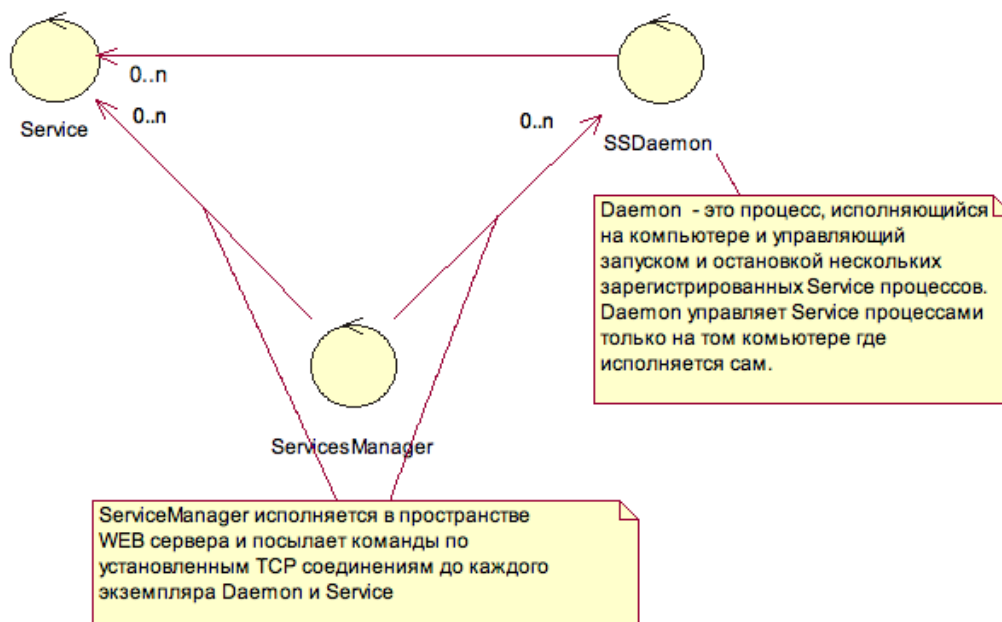 0..n
0..n
0..n
Service
SSDaemon
Daemon - это процесс, исполняющийся
на компьютере и управляющий
запуском и остановкой нескольких
зарегистрированных Service процессов.
Daemon управляет Service процессами
только на том комьютере где
исполняется сам.
ServicesManager
ServiceManager исполняется в пространстве
WEB сервера и посылает команды по
установленным TCP соединениям до каждого
экземпляра Daemon и Service